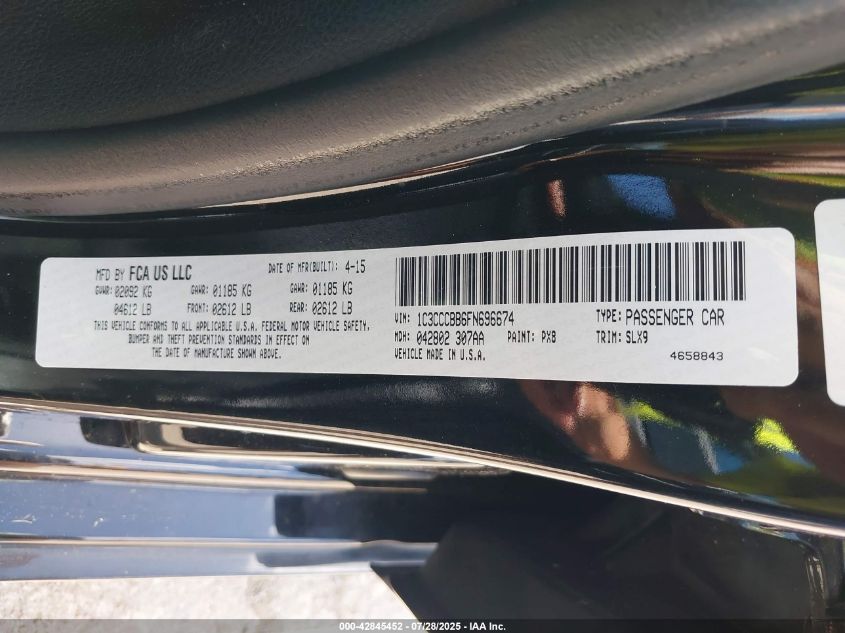 MFD BY FCA US LLC DATE OF MFR(BUILT): 4-15
GVWR: 02092 KG GAWR: 01185 KG GAWR: 01185 KG
04612 LB FRONT: 02612 LB REAR: 02612 LB
THIS VEHICLE CONFORMS TO ALL APPLICABLE U.S.A. FEDERAL MOTOR VEHICLE SAFETY,
BUMPER AND THEFT PREVENTION STANDARDS IN EFFECT ON
THE DATE OF MANUFACTURE SHOWN ABOVE.
VIN: 1C3CCCBB6FN696674 TYPE: PASSENGER CAR
MDH: 042802 307AA PAINT: PX8 TRIM: SLX9
VEHICLE MADE IN U.S.A. 4658843
000-42845452 | 07/28/2025 - IAA Inc.